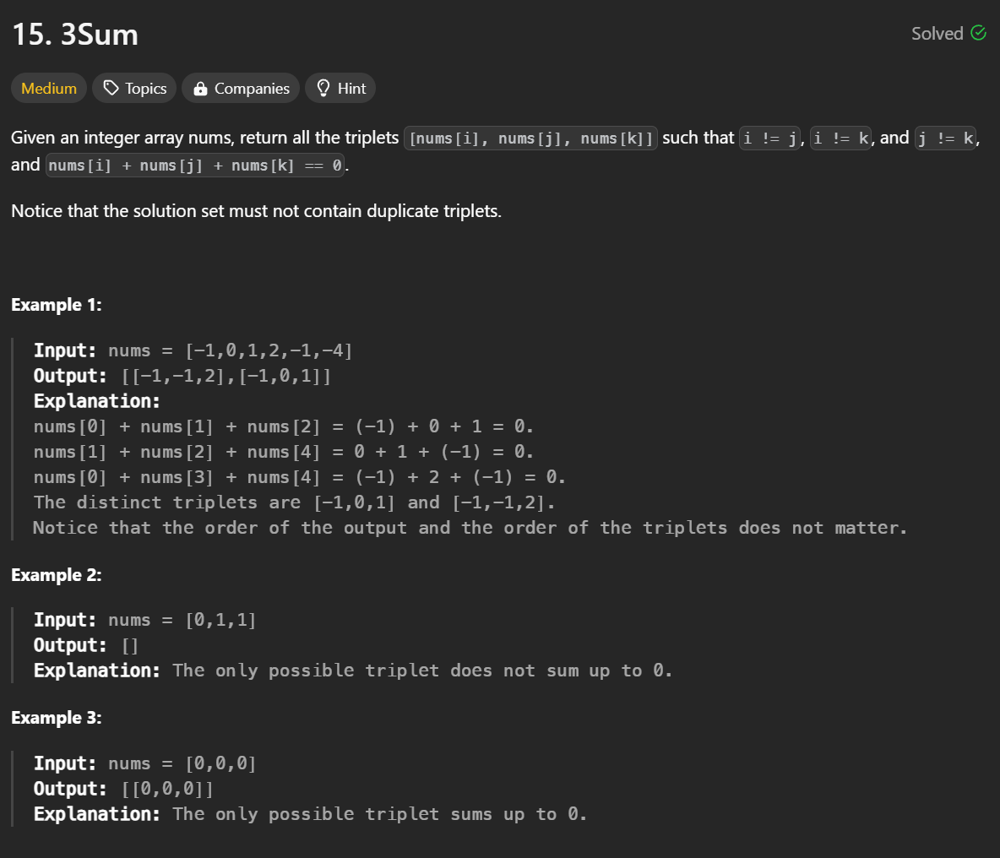 15. 3Sum
Solved
Medium
Topics
Companies
Hint
Given an integer array nums, return all the triplets [nums[i], nums[j], nums[k]] such that i != j, i != k, and j != k,
and nums[i] + nums[j] + nums[k] == 0.
Notice that the solution set must not contain duplicate triplets.
Example 1:
Input: nums = [-1,0,1,2,-1,-4]
Output: [[-1,-1,2],[-1,0,1]]
Explanation:
nums[0] + nums[1] + nums[2] = (-1) + 0 + 1 = 0.
nums[1] + nums[2] + nums[4] = 0 + 1 + (-1) = 0.
nums[0] + nums[3] + nums[4] = (-1) + 2 + (-1) = 0.
The distinct triplets are [-1,0,1] and [-1,-1,2].
Notice that the order of the output and the order of the triplets does not matter.
Example 2:
Input: nums = [0,1,1]
Output: []
Explanation: The only possible triplet does not sum up to 0.
Example 3:
Input: nums = [0,0,0]
Output: [[0,0,0]]
Explanation: The only possible triplet sums up to 0.